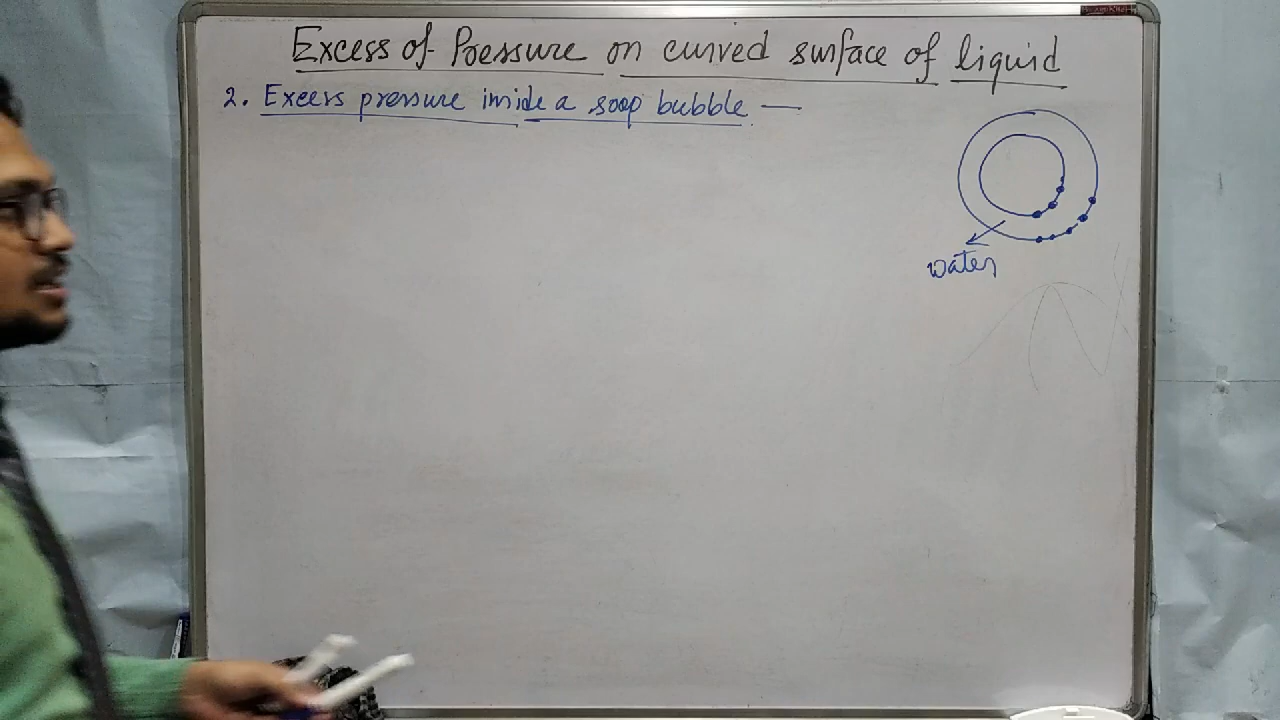 Excess of Pressure on curved surface of liquid
2. Excess pressure inside a soap bubble —
water